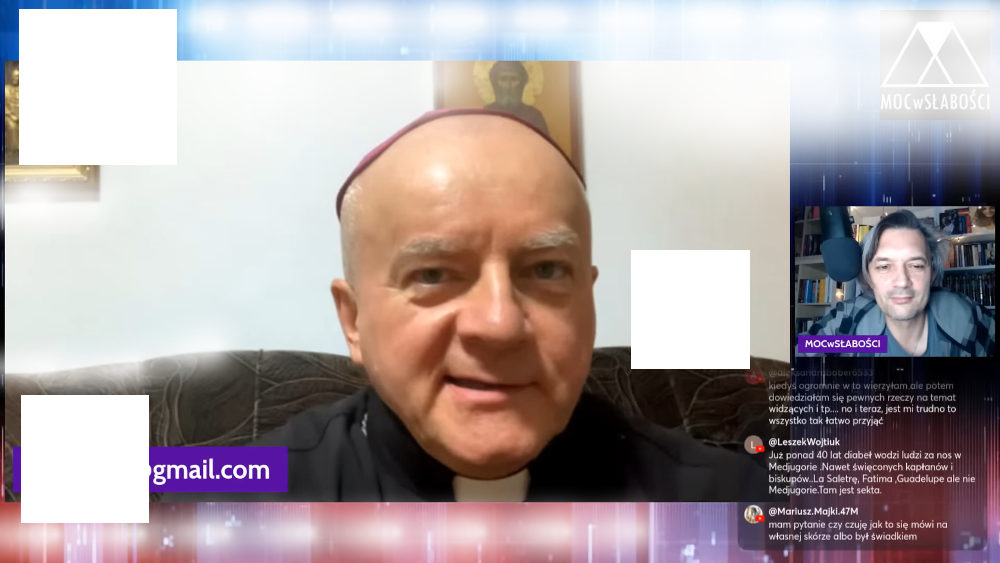 MOCwSŁABOŚCI
MOCwSŁABOŚCI
gmail.com
kiedyś ogromnie w to wierzyłam.ale potem
dowiedziałam się pewnych rzeczy na temat
widzących i tp.... no i teraz, jest mi trudno to
wszystko tak łatwo przyjąć
@LeszekWojtiuk
Już ponad 40 lat diabeł wodzi ludzi za nos w
Medjugorie .Nawet święconych kapłanów i
biskupów..La Saletrę, Fatima ,Guadelupe ale nie
Medjugorie.Tam jest sekta.
@Mariusz.Majki.47M
mam pytanie czy czuję jak to się mówi na
własnej skórze albo był świadkiem